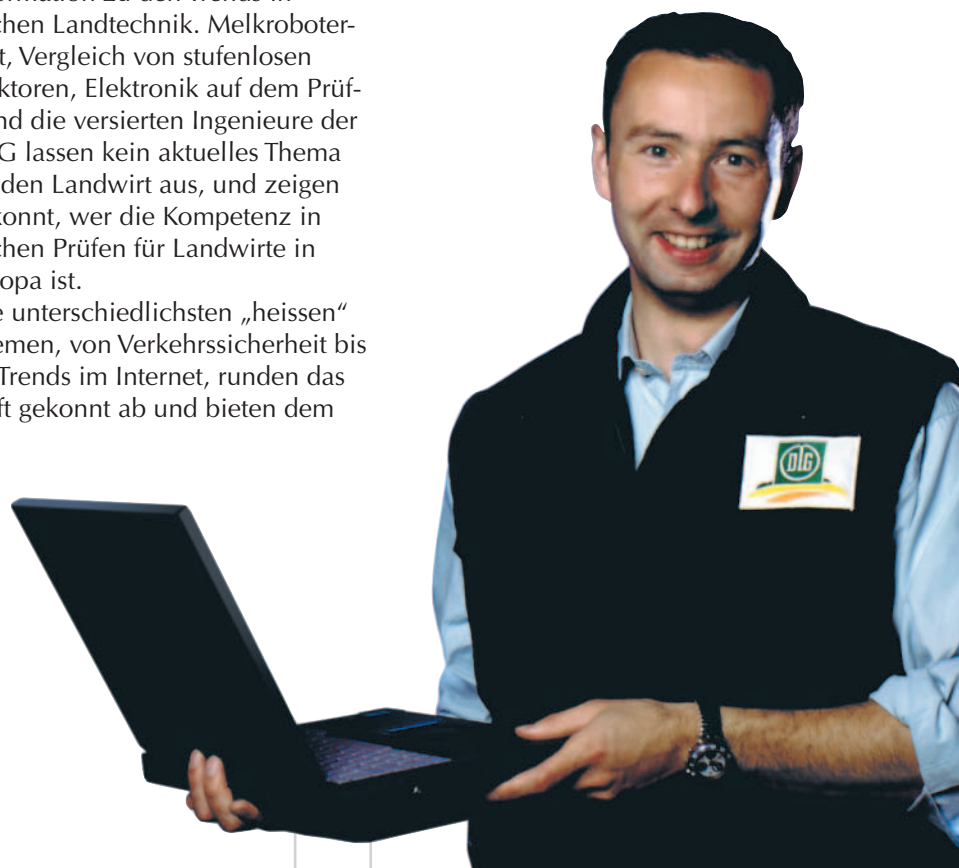 chen Landtechnik. Melkroboter-
t, Vergleich von stufenlosen
ktoren, Elektronik auf dem Prüf-
nd die versierten Ingenieure der
G lassen kein aktuelles Thema
den Landwirt aus, und zeigen
konnt, wer die Kompetenz in
chen Prüfen für Landwirte in
opa ist.
e unterschiedlichsten „heissen“
emen, von Verkehrssicherheit bis
Trends im Internet, runden das
ft gekonnt ab und bieten dem
DLG